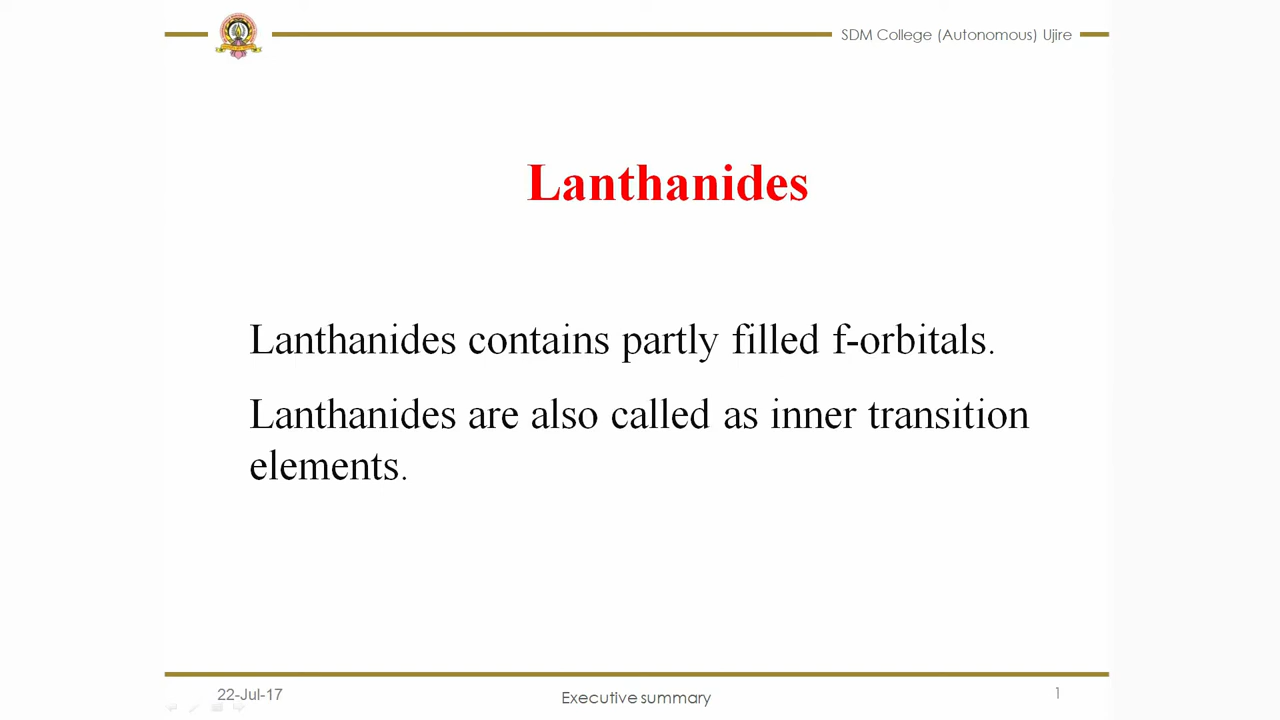 SDM College (Autonomous) Ujire
Lanthanides
Lanthanides contains partly filled f-orbitals.
Lanthanides are also called as inner transition
elements.
22-Jul-17
Executive summary
1